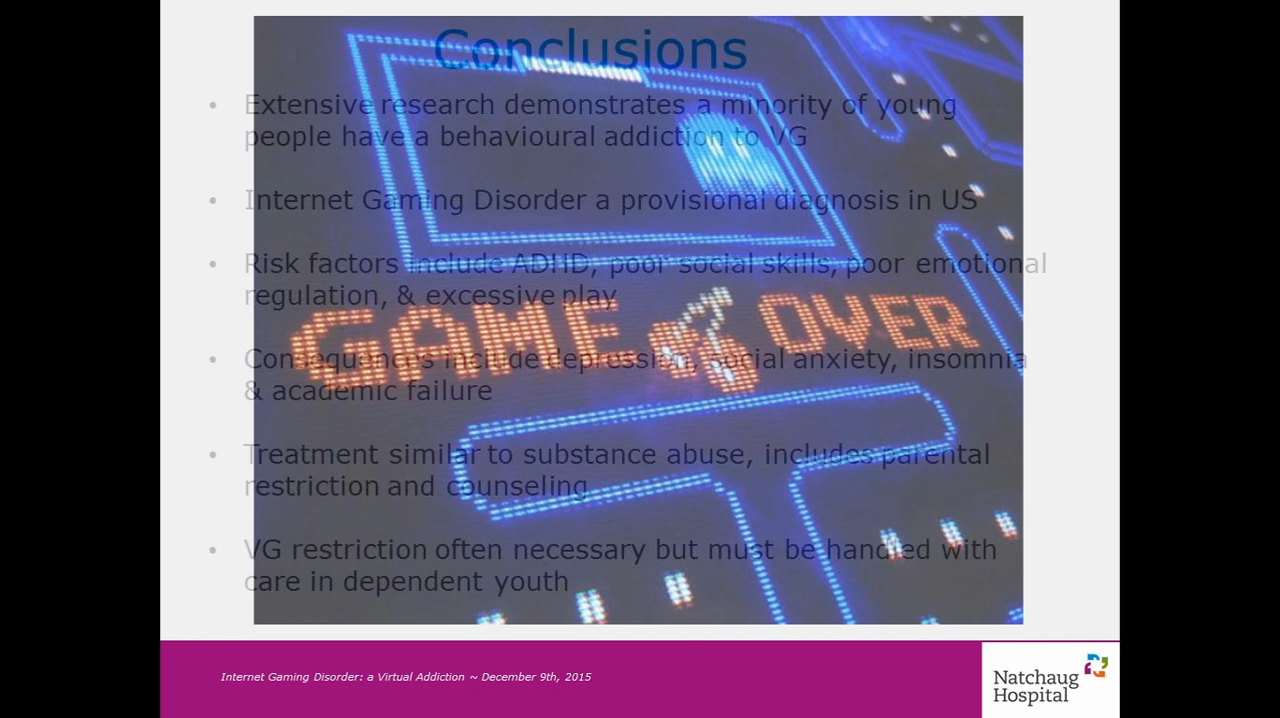 Conclusions
• Extensive research demonstrates a minority of young
people have a behavioural addiction to VG
• Internet Gaming Disorder a provisional diagnosis in US
• Risk factors include ADHD, poor social skills, poor emotional
regulation, & excessive play
GAME OVER
• Consequences include depression, social anxiety, insomnia
& academic failure
• Treatment similar to substance abuse, includes parental
restriction and counseling
• VG restriction often necessary but must be handled with
care in dependent youth
Internet Gaming Disorder: a Virtual Addiction ~ December 9th, 2015
Natchaug
Hospital